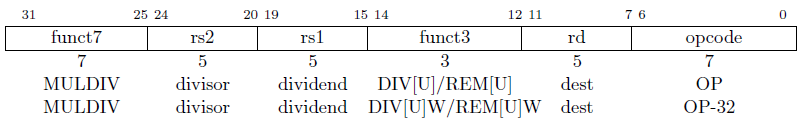 31 25 24 20 19 15 14 12 11 7 6 0
funct7 rs2 rs1 funct3 rd opcode
7 5 5 3 5 7
MULDIV divisor dividend DIV[U]/REM[U] dest OP
MULDIV divisor dividend DIV[U]W/REM[U]W dest OP-32